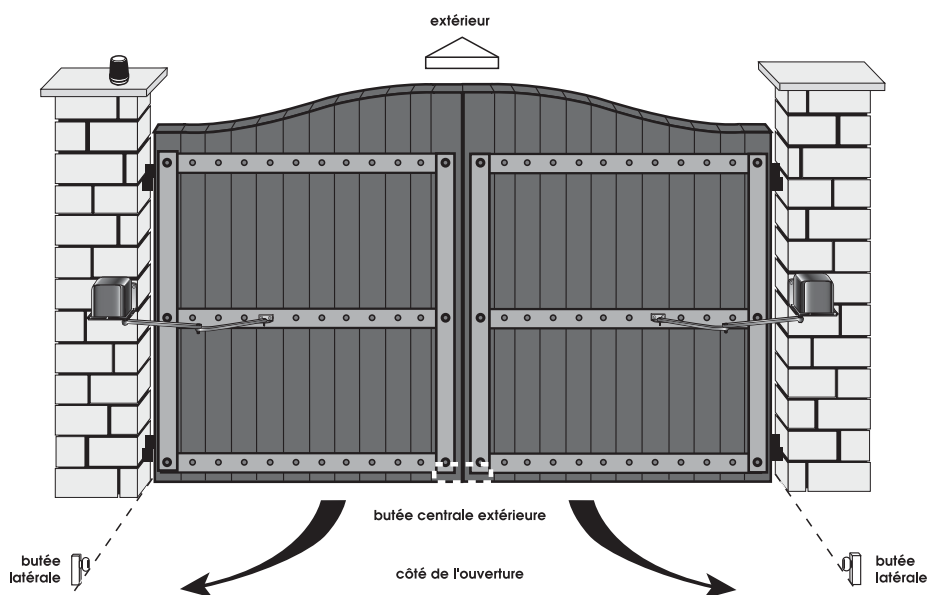 extérieur
butée centrale extérieure
butée
latérale
butée
latérale
côté de l'ouverture